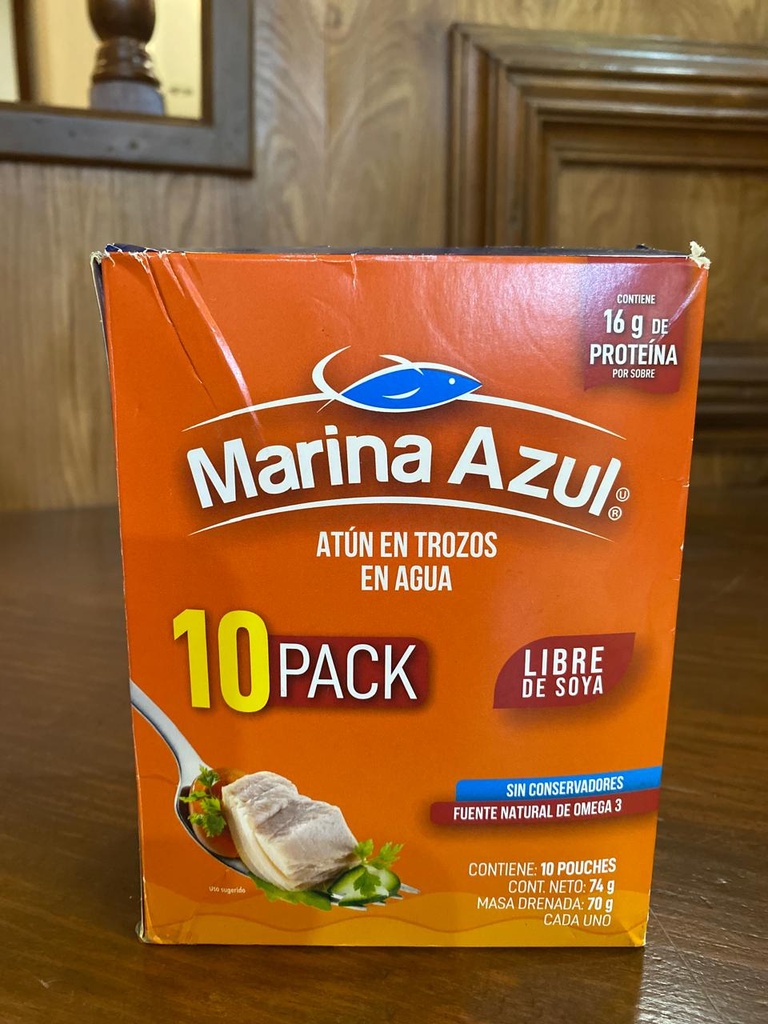 CONTIENE
16 g DE
PROTEÍNA
POR SOBRE
Marina Azul
U
®
ATÚN EN TROZOS
EN AGUA
10 PACK
LIBRE
DE SOYA
SIN CONSERVADORES
FUENTE NATURAL DE OMEGA 3
CONTIENE: 10 POUCHES
CONT. NETO: 74 g
MASA DRENADA: 70 g
CADA UNO
Uso sugerido